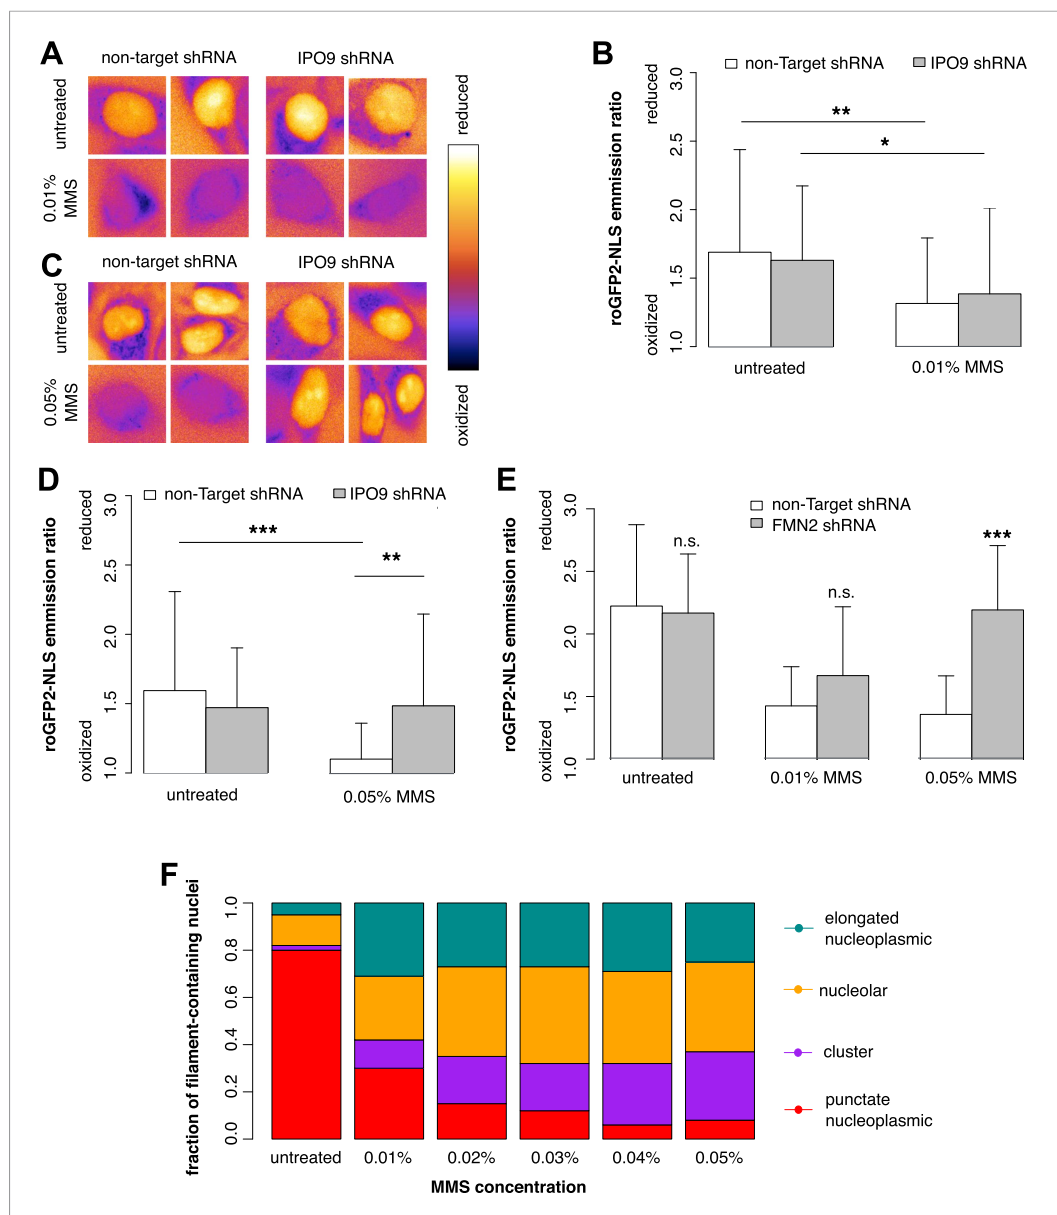 A
non-target shRNA
IPO9 shRNA
untreated
0.01%
MMS
C
non-target shRNA
IPO9 shRNA
untreated
0.05%
MMS
reduced
oxidized
B
non-Target shRNA
IPO9 shRNA
roGFP2-NLS emmission ratio
reduced
oxidized
3.0
2.5
2.0
1.5
1.0
**
*
untreated
0.01% MMS
D
non-Target shRNA
IPO9 shRNA
roGFP2-NLS emmission ratio
reduced
oxidized
3.0
2.5
2.0
1.5
1.0
***
**
untreated
0.05% MMS
E
non-Target shRNA
FMN2 shRNA
roGFP2-NLS emmission ratio
reduced
oxidized
3.0
2.5
2.0
1.5
1.0
n.s.
n.s.
***
untreated
0.01% MMS
0.05% MMS
F
fraction of filament-containing nuclei
1.0
0.8
0.6
0.4
0.2
0.0
untreated
0.01%
0.02%
0.03%
0.04%
0.05%
MMS concentration
elongated
nucleoplasmic
nucleolar
cluster
punctate
nucleoplasmic